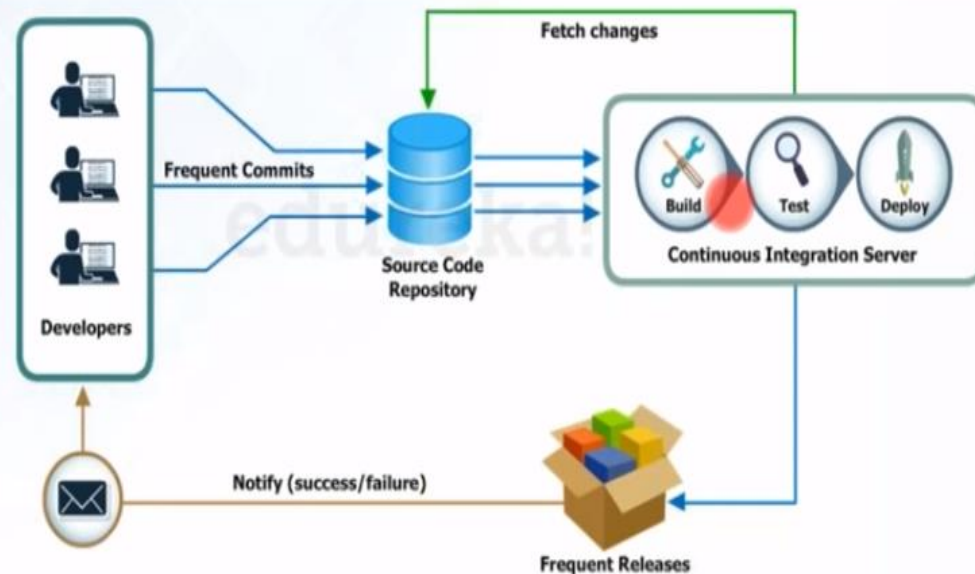 Fetch changes
Frequent Commits
Build
Test
Deploy
Continuous Integration Server
Source Code
Repository
Developers
Notify (success/failure)
Frequent Releases